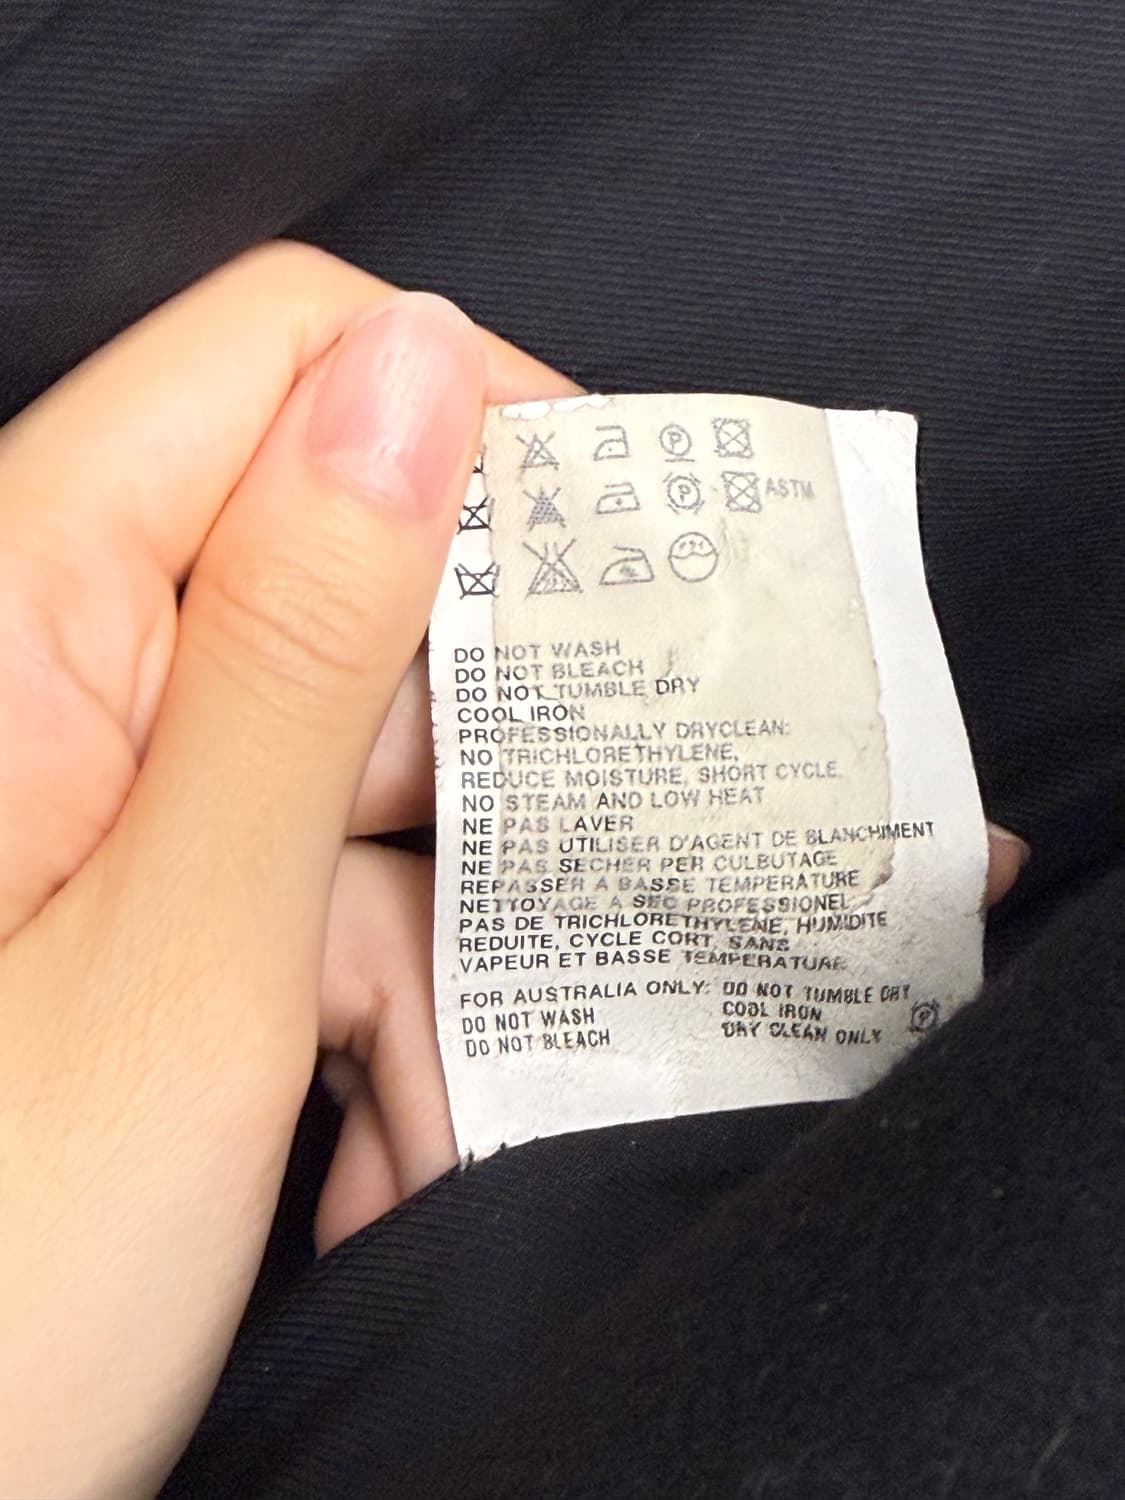 P
P ASTM
DO NOT WASH
DO NOT BLEACH
DO NOT TUMBLE DRY
COOL IRON
PROFESSIONALLY DRYCLEAN:
NO TRICHLORETHYLENE,
REDUCE MOISTURE, SHORT CYCLE,
NO STEAM AND LOW HEAT
NE PAS LAVER
NE PAS UTILISER D'AGENT DE BLANCHIMENT
NE PAS SECHER PER CULBUTAGE
REPASSER A BASSE TEMPERATURE
NETTOYAGE A SEC PROFESSIONEL
PAS DE TRICHLORETHYLENE, HUMIDITE
REDUITE, CYCLE CORT, SANS
VAPEUR ET BASSE TEMPERATURE
FOR AUSTRALIA ONLY: DO NOT TUMBLE DRY
DO NOT WASH COOL IRON
DO NOT BLEACH DRY CLEAN ONLY P